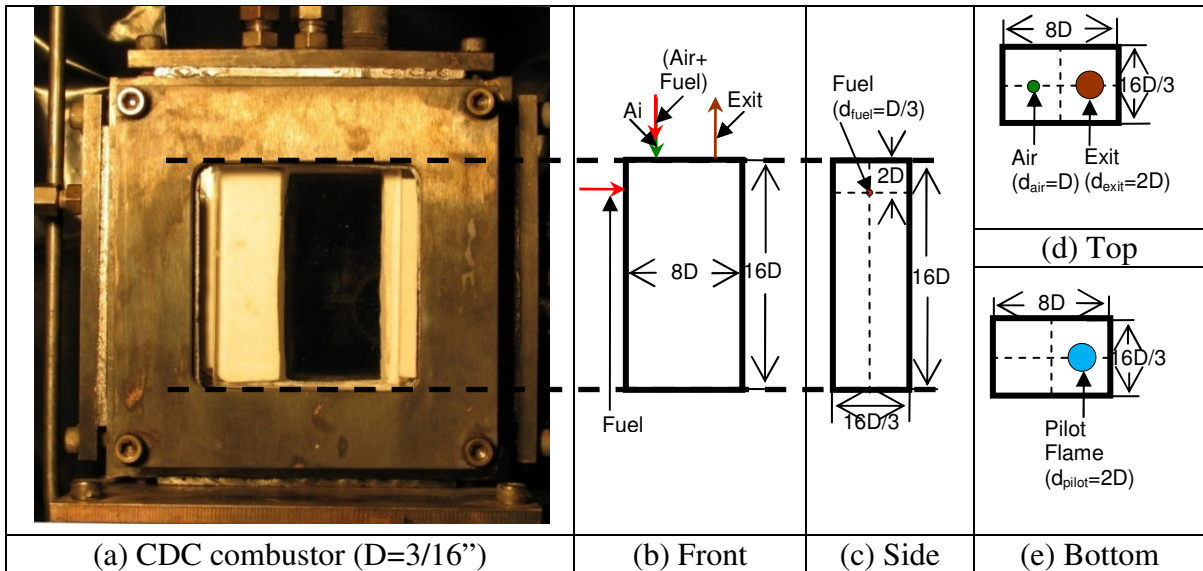 (Air+
Fuel)
Ai
Exit
8D
16D
Fuel
(a) CDC combustor (D=3/16”)
(b) Front
Fuel
(dfuel=D/3)
2D
16D
16D/3
(c) Side
8D
16D/3
Air
(dair=D)
Exit
(dexit=2D)
(d) Top
8D
16D/3
Pilot
Flame
(dpilot=2D)
(e) Bottom